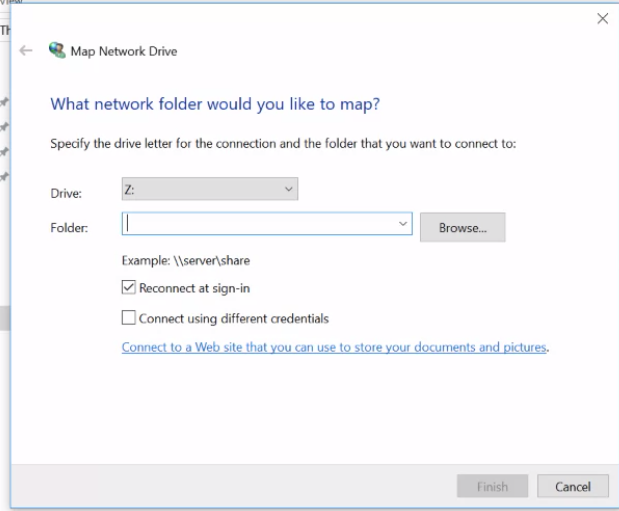 Map Network Drive
What network folder would you like to map?
Specify the drive letter for the connection and the folder that you want to connect to:
Drive: Z:
Folder: Browse...
Example: \\server\share
Reconnect at sign-in
Connect using different credentials
Connect to a Web site that you can use to store your documents and pictures.
Finish Cancel